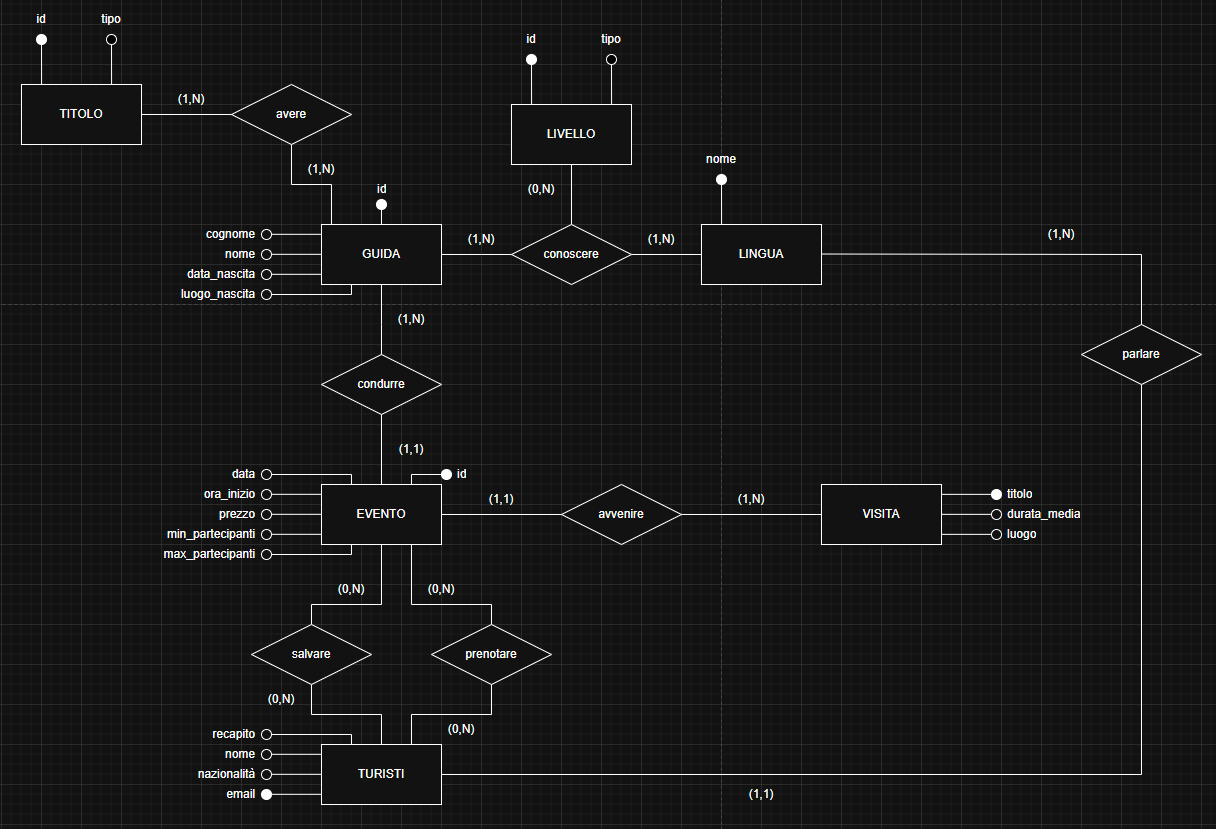 id
tipo
TITOLO
(1,N)
avere
(1,N)
id
tipo
LIVELLO
(0,N)
nome
id
cognome
nome
data_nascita
luogo_nascita
GUIDA
(1,N)
conoscere
(1,N)
LINGUA
(1,N)
(1,N)
condurre
parlare
(1,1)
data
ora_inizio
prezzo
min_partecipanti
max_partecipanti
id
EVENTO
(1,1)
avvenire
(1,N)
VISITA
titolo
durata_media
luogo
(0,N)
(0,N)
salvare
prenotare
(0,N)
(0,N)
recapito
nome
nazionalità
email
TURISTI
(1,1)